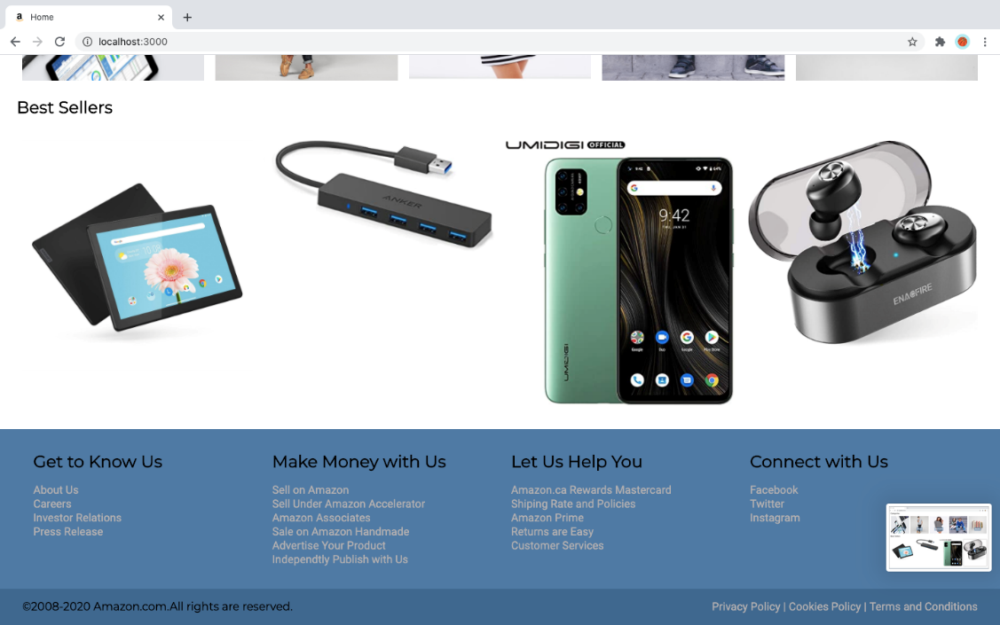 Home
localhost:3000
Best Sellers
ANKER
UMIDIGI OFFICIAL
9:42
UMIDIGI
ENACFIRE
Get to Know Us
About Us
Careers
Investor Relations
Press Release
Make Money with Us
Sell on Amazon
Sell Under Amazon Accelerator
Amazon Associates
Sale on Amazon Handmade
Advertise Your Product
Independtly Publish with Us
Let Us Help You
Amazon.ca Rewards Mastercard
Shiping Rate and Policies
Amazon Prime
Returns are Easy
Customer Services
Connect with Us
Facebook
Twitter
Instagram
©2008-2020 Amazon.com.All rights are reserved.
Privacy Policy | Cookies Policy | Terms and Conditions